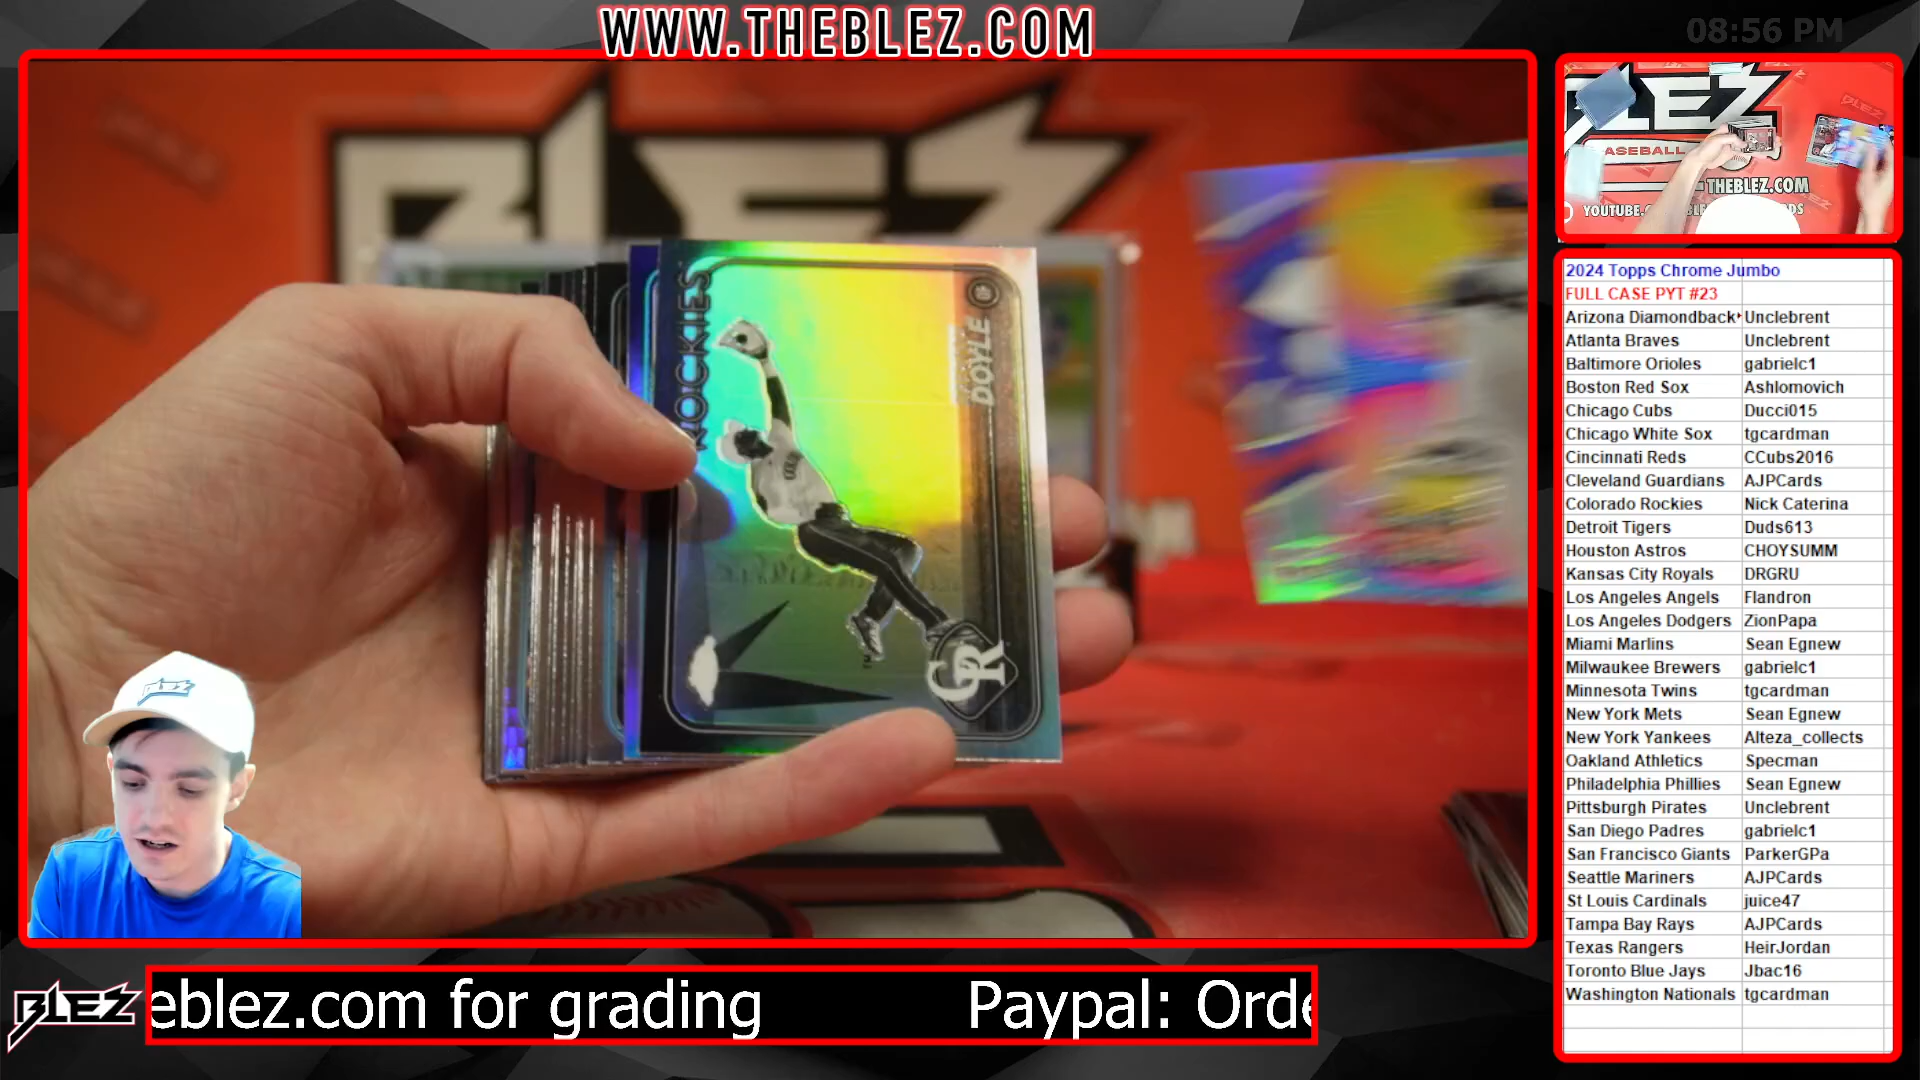 WWW.THEBLEZ.COM
08:56 PM
BLEZ
ROCKIES
DOYLE
CR
BLEZ
BLEZ
ASEBALL
THEBLEZ.COM
YOUTUBE.
2024 Topps Chrome Jumbo
FULL CASE PYT #23
Arizona Diamondback Unclebrent
Atlanta Braves Unclebrent
Baltimore Orioles gabrielc1
Boston Red Sox Ashlomovich
Chicago Cubs Ducci015
Chicago White Sox tgcardman
Cincinnati Reds CCubs2016
Cleveland Guardians AJPCards
Colorado Rockies Nick Caterina
Detroit Tigers Duds613
Houston Astros CHOYSUMM
Kansas City Royals DRGRU
Los Angeles Angels Flandron
Los Angeles Dodgers ZionPapa
Miami Marlins Sean Egnew
Milwaukee Brewers gabrielc1
Minnesota Twins tgcardman
New York Mets Sean Egnew
New York Yankees Alteza_collects
Oakland Athletics Specman
Philadelphia Phillies Sean Egnew
Pittsburgh Pirates Unclebrent
San Diego Padres gabrielc1
San Francisco Giants ParkerGPa
Seattle Mariners AJPCards
St Louis Cardinals juice47
Tampa Bay Rays AJPCards
Texas Rangers HeirJordan
Toronto Blue Jays Jbac16
Washington Nationals tgcardman
BLEZ
eblez.com for grading Paypal: Orde